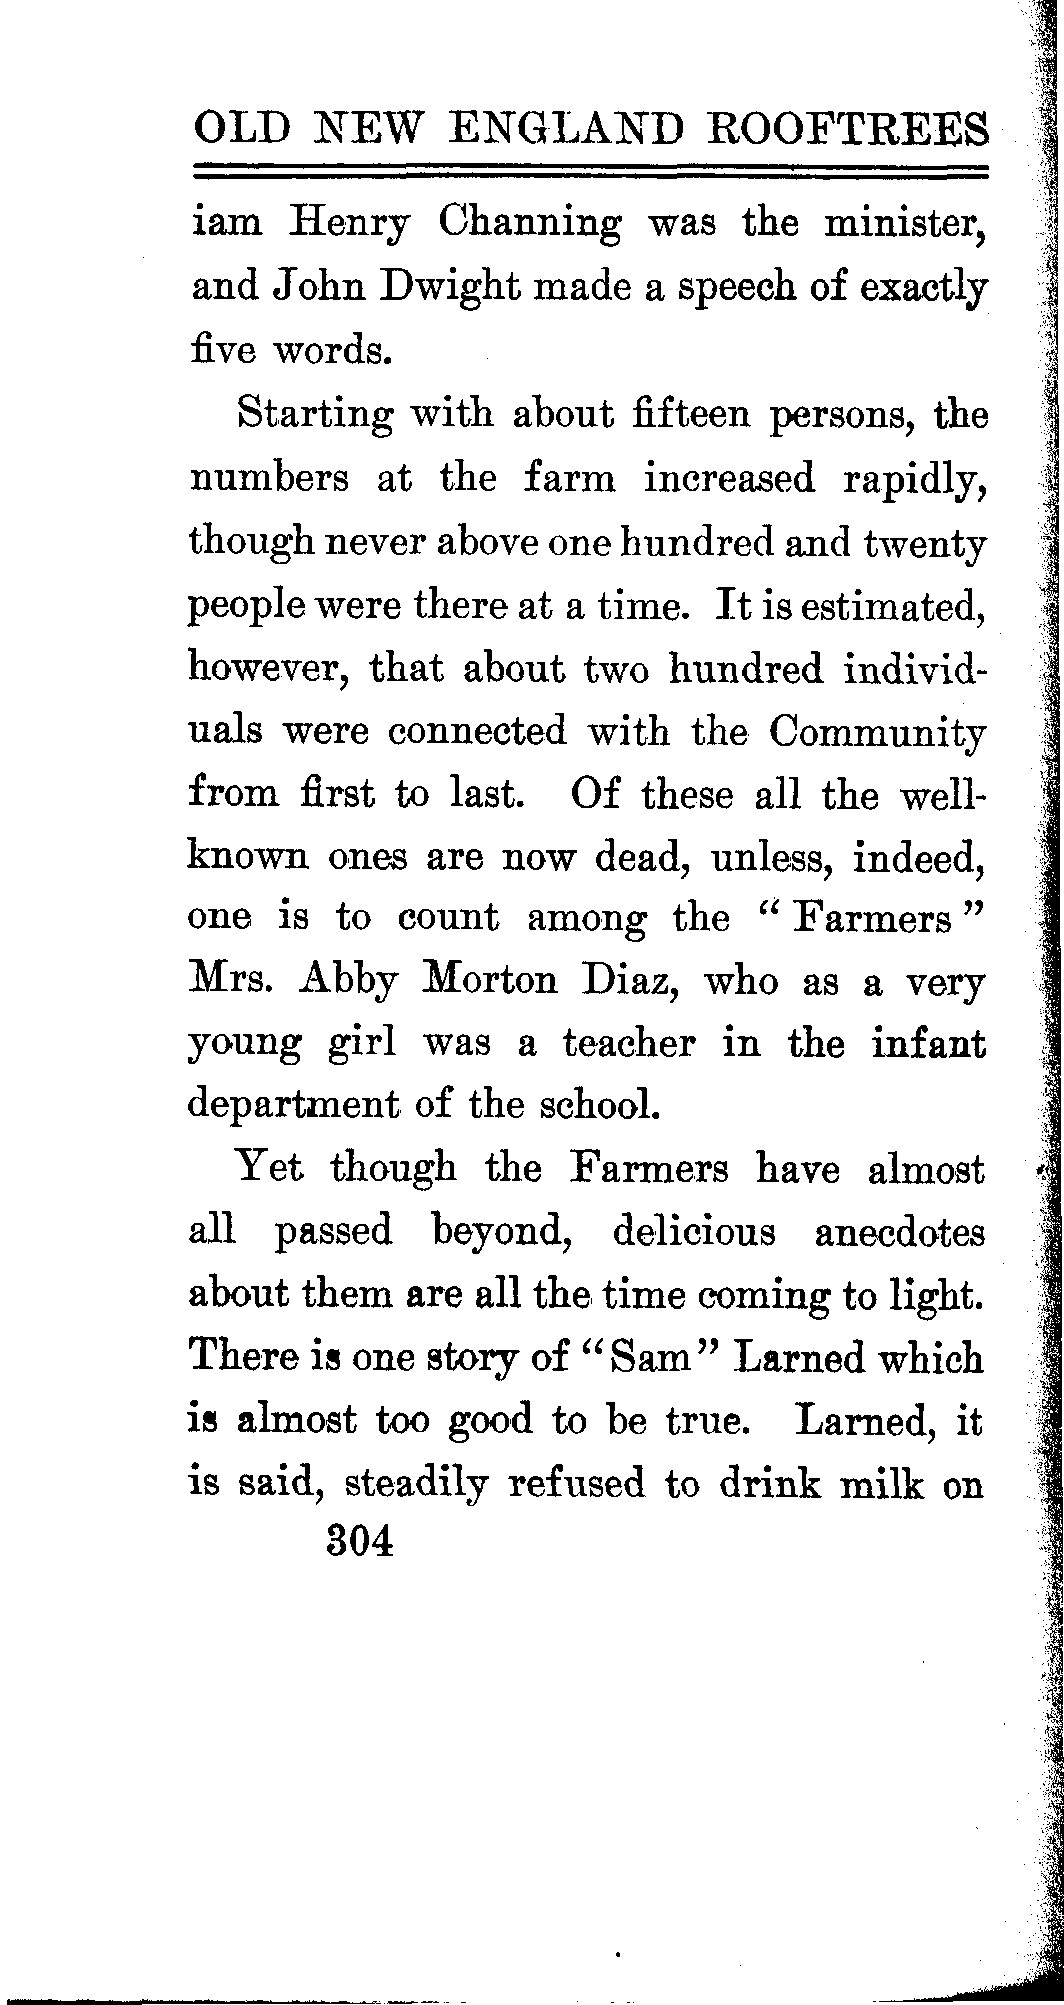 OLD NEW ENGLAND ROOFTREES
iam Henry Channing was the minister,
and John Dwight made a speech of exactly
five words.
Starting with about fifteen persons, the
numbers at the farm increased rapidly,
though never above one hundred and twenty
people were there at a time. It is estimated,
however, that about two hundred individ-
uals were connected with the Community
from first to last. Of these all the well-
known ones are now dead, unless, indeed,
one is to count among the “Farmers”
Mrs. Abby Morton Diaz, who as a very
young girl was a teacher in the infant
department of the school.
Yet though the Farmers have almost
all passed beyond, delicious anecdotes
about them are all the time coming to light.
There is one story of “Sam” Larned which
is almost too good to be true. Larned, it
is said, steadily refused to drink milk on
304